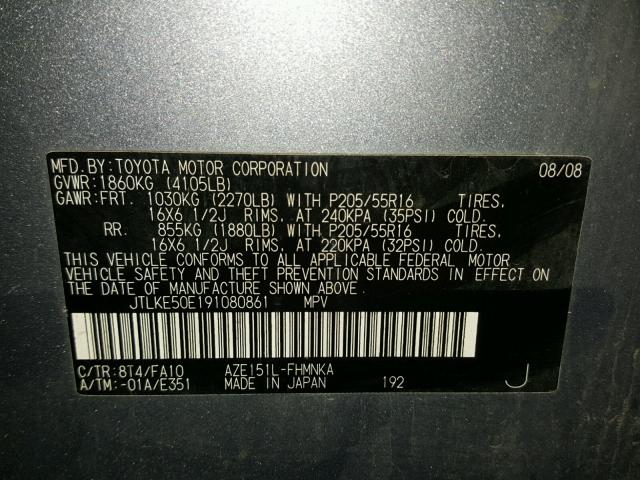 MFD.BY:TOYOTA MOTOR CORPORATION 08/08
GVWR:1860KG (4105LB)
GAWR:FRT. 1030KG (2270LB) WITH P205/55R16 TIRES,
16X6 1/2J RIMS, AT 240KPA (35PSI) COLD.
RR. 855KG (1880LB) WITH P205/55R16 TIRES,
16X6 1/2J RIMS, AT 220KPA (32PSI) COLD.
THIS VEHICLE CONFORMS TO ALL APPLICABLE FEDERAL MOTOR
VEHICLE SAFETY AND THEFT PREVENTION STANDARDS IN EFFECT ON
THE DATE OF MANUFACTURE SHOWN ABOVE.
JTLKE50E191080861 MPV
C/TR:8T4/FA10 AZE151L-FHMNKA
A/TM:-01A/E351 MADE IN JAPAN 192 J